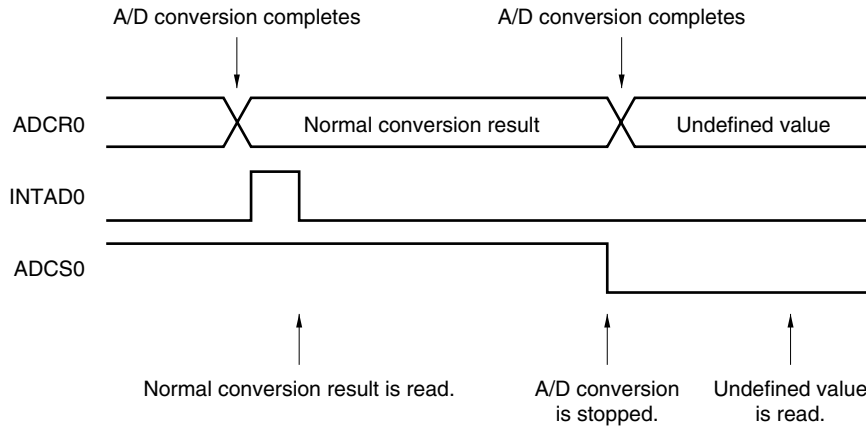 A/D conversion completes
A/D conversion completes
ADCR0
Normal conversion result
Undefined value
INTAD0
ADCS0
Normal conversion result is read.
A/D conversion
is stopped.
Undefined value
is read.